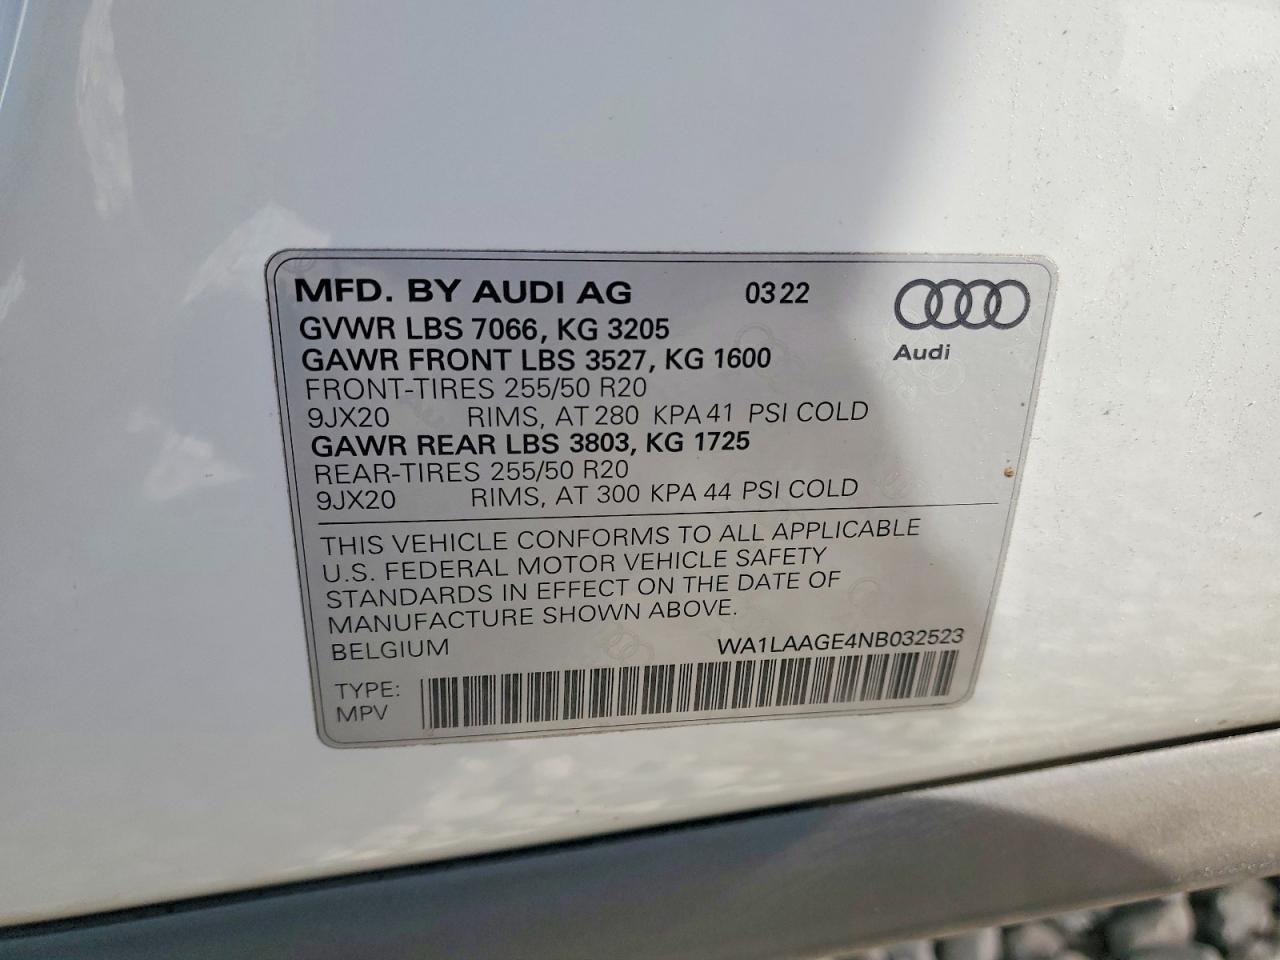 MFD. BY AUDI AG 0322
Audi
GVWR LBS 7066, KG 3205
GAWR FRONT LBS 3527, KG 1600
FRONT-TIRES 255/50 R20
9JX20 RIMS, AT 280 KPA 41 PSI COLD
GAWR REAR LBS 3803, KG 1725
REAR-TIRES 255/50 R20
9JX20 RIMS, AT 300 KPA 44 PSI COLD
THIS VEHICLE CONFORMS TO ALL APPLICABLE
U.S. FEDERAL MOTOR VEHICLE SAFETY
STANDARDS IN EFFECT ON THE DATE OF
MANUFACTURE SHOWN ABOVE.
BELGIUM WA1LAAGE4NB032523
TYPE:
MPV